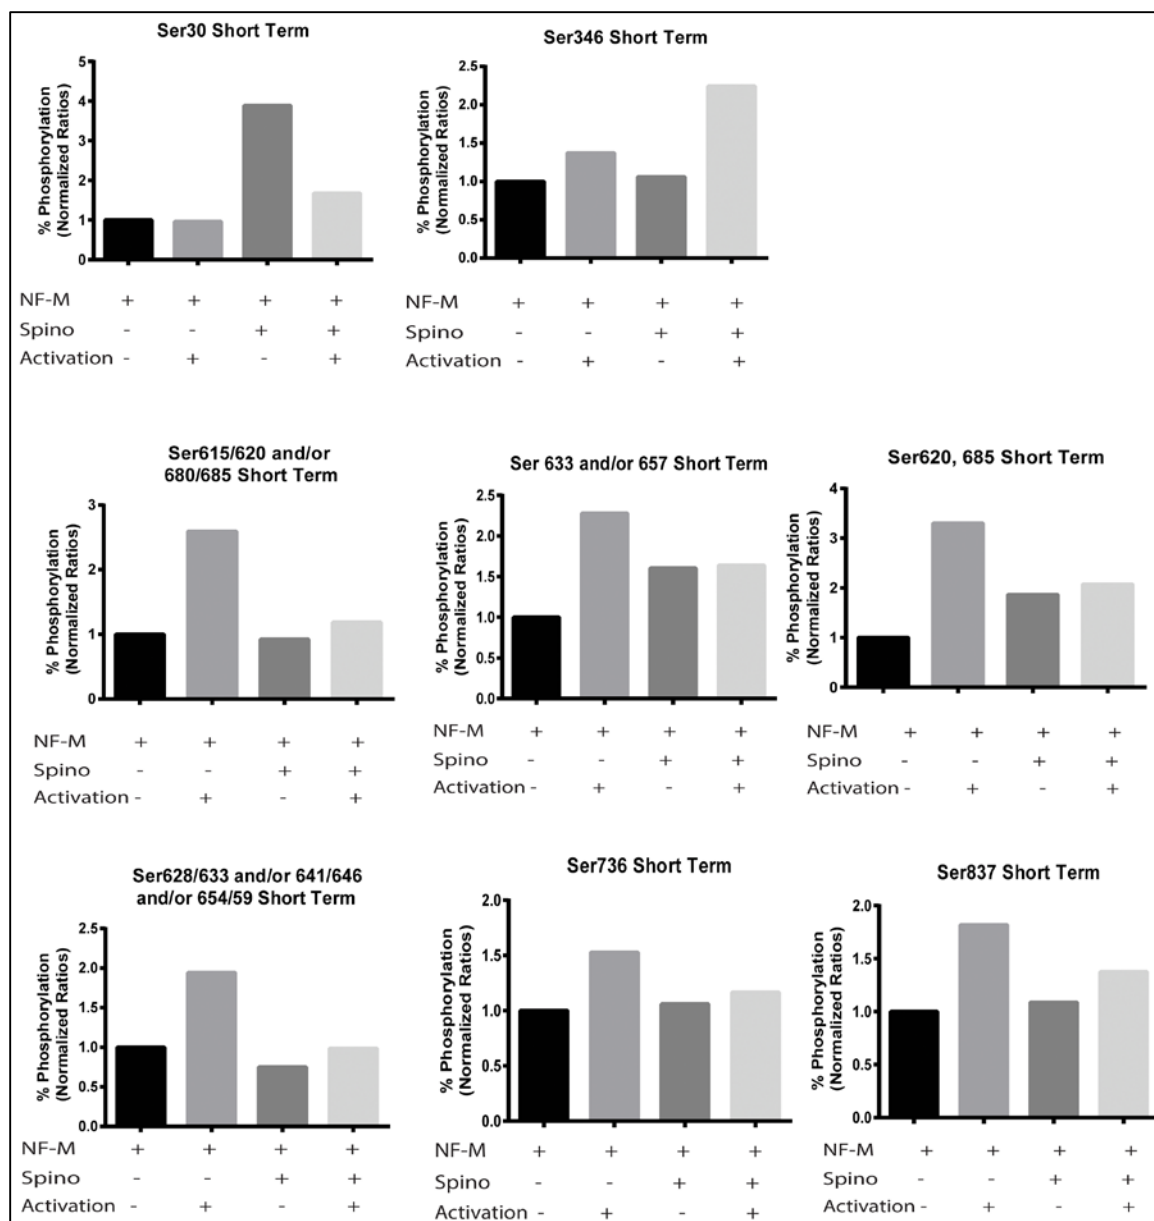 Ser30 Short Term
% Phosphorylation
(Normalized Ratios)
5
4
3
2
1
0
NF-M + + + +
Spino - - + +
Activation - + - +
Ser346 Short Term
% Phosphorylation
(Normalized Ratios)
2.5
2.0
1.5
1.0
0.5
0.0
NF-M + + + +
Spino - - + +
Activation - + - +
Ser615/620 and/or
680/685 Short Term
% Phosphorylation
(Normalized Ratios)
3
2
1
0
NF-M + + + +
Spino - - + +
Activation - + - +
Ser 633 and/or 657 Short Term
% Phosphorylation
(Normalized Ratios)
2.5
2.0
1.5
1.0
0.5
0.0
NF-M + + + +
Spino - - + +
Activation - + - +
Ser620, 685 Short Term
% Phosphorylation
(Normalized Ratios)
4
3
2
1
0
NF-M + + + +
Spino - - + +
Activation - + - +
Ser628/633 and/or 641/646
and/or 654/59 Short Term
% Phosphorylation
(Normalized Ratios)
2.5
2.0
1.5
1.0
0.5
0.0
NF-M + + + +
Spino - - + +
Activation - + - +
Ser736 Short Term
% Phosphorylation
(Normalized Ratios)
2.0
1.5
1.0
0.5
0.0
NF-M + + + +
Spino - - + +
Activation - + - +
Ser837 Short Term
% Phosphorylation
(Normalized Ratios)
2.0
1.5
1.0
0.5
0.0
NF-M + + + +
Spino - - + +
Activation - + - +